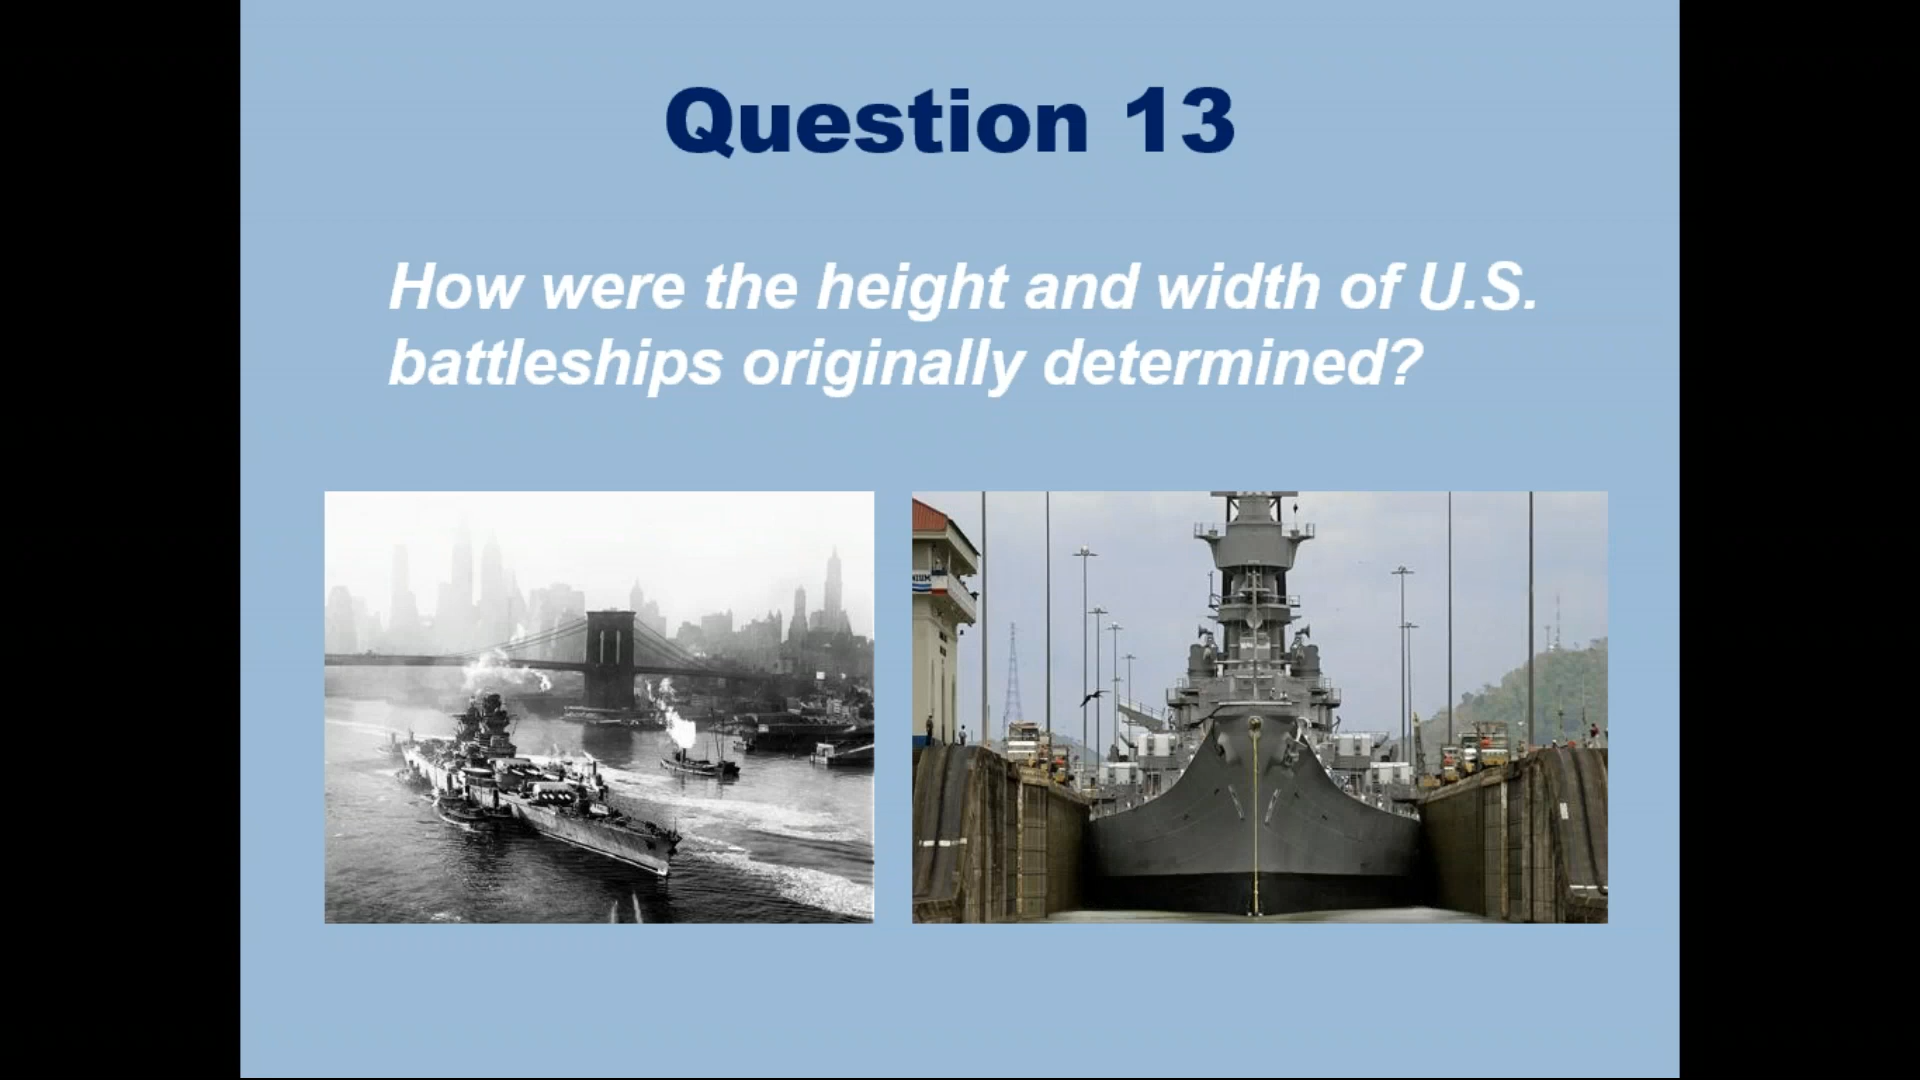 Question 13
How were the height and width of U.S.
battleships originally determined?